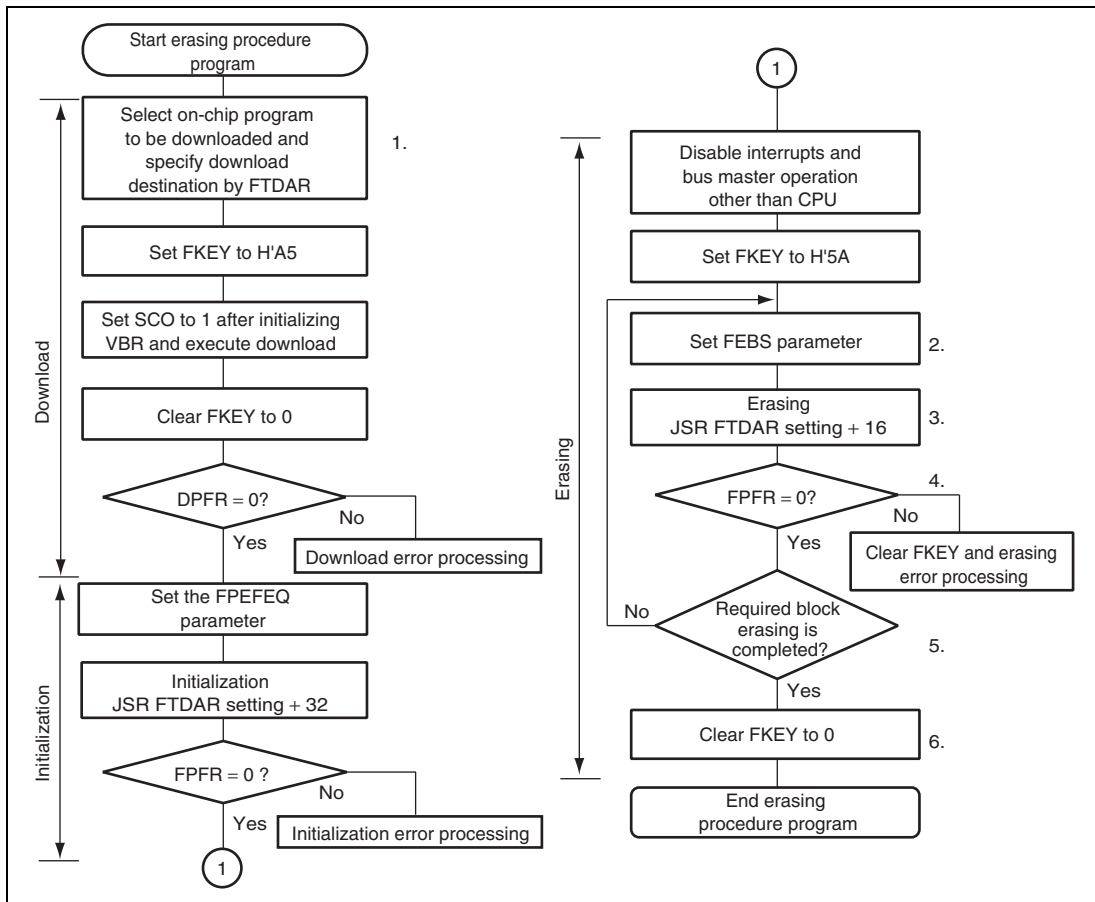 Start erasing procedure
program
Select on-chip program
to be downloaded and
specify download
destination by FTDAR
1.
Set FKEY to H'A5
Set SCO to 1 after initializing
VBR and execute download
Clear FKEY to 0
DPFR = 0?
No
Yes
Download error processing
Download
Set the FPEFEQ
parameter
Initialization
JSR FTDAR setting + 32
FPFR = 0 ?
No
Yes
Initialization error processing
Initialization
1
1
Disable interrupts and
bus master operation
other than CPU
Set FKEY to H'5A
Set FEBS parameter
2.
Erasing
JSR FTDAR setting + 16
3.
4.
FPFR = 0?
No
Yes
Clear FKEY and erasing
error processing
Erasing
No
Required block
erasing is
completed?
5.
Yes
Clear FKEY to 0
6.
End erasing
procedure program